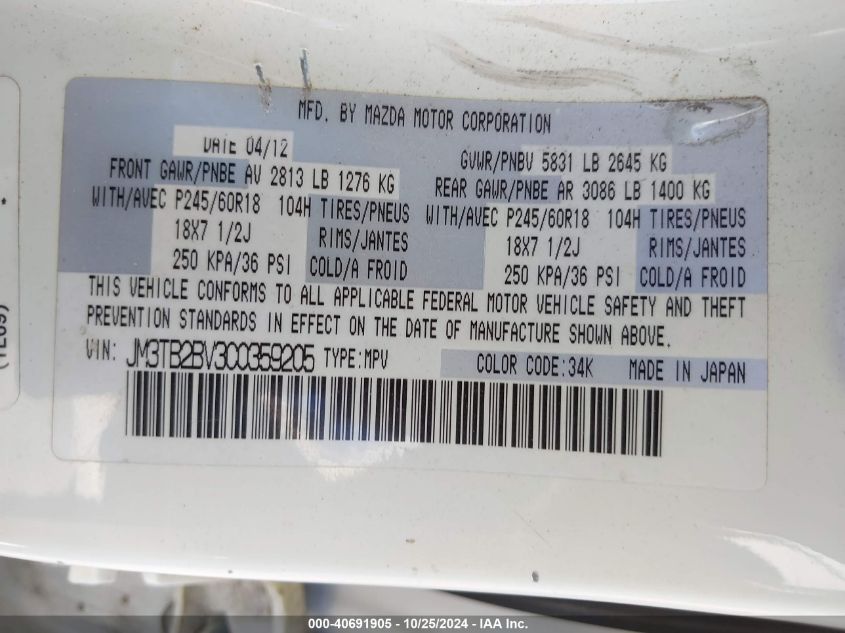 MFD. BY MAZDA MOTOR CORPORATION
DATE 04/12 GVWR/PNBV 5831 LB 2645 KG
FRONT GAWR/PNBE AV 2813 LB 1276 KG REAR GAWR/PNBE AR 3086 LB 1400 KG
WITH/AVEC P245/60R18 104H TIRES/PNEUS WITH/AVEC P245/60R18 104H TIRES/PNEUS
18X7 1/2J RIMS/JANTES 18X7 1/2J RIMS/JANTES
250 KPA/36 PSI COLD/A FROID 250 KPA/36 PSI COLD/A FROID
THIS VEHICLE CONFORMS TO ALL APPLICABLE FEDERAL MOTOR VEHICLE SAFETY AND THEFT
PREVENTION STANDARDS IN EFFECT ON THE DATE OF MANUFACTURE SHOWN ABOVE.
VIN: JM3TB2BV3C0359205 TYPE:MPV COLOR CODE:34K MADE IN JAPAN
000-40691905 / 10/25/2024 - IAA Inc.